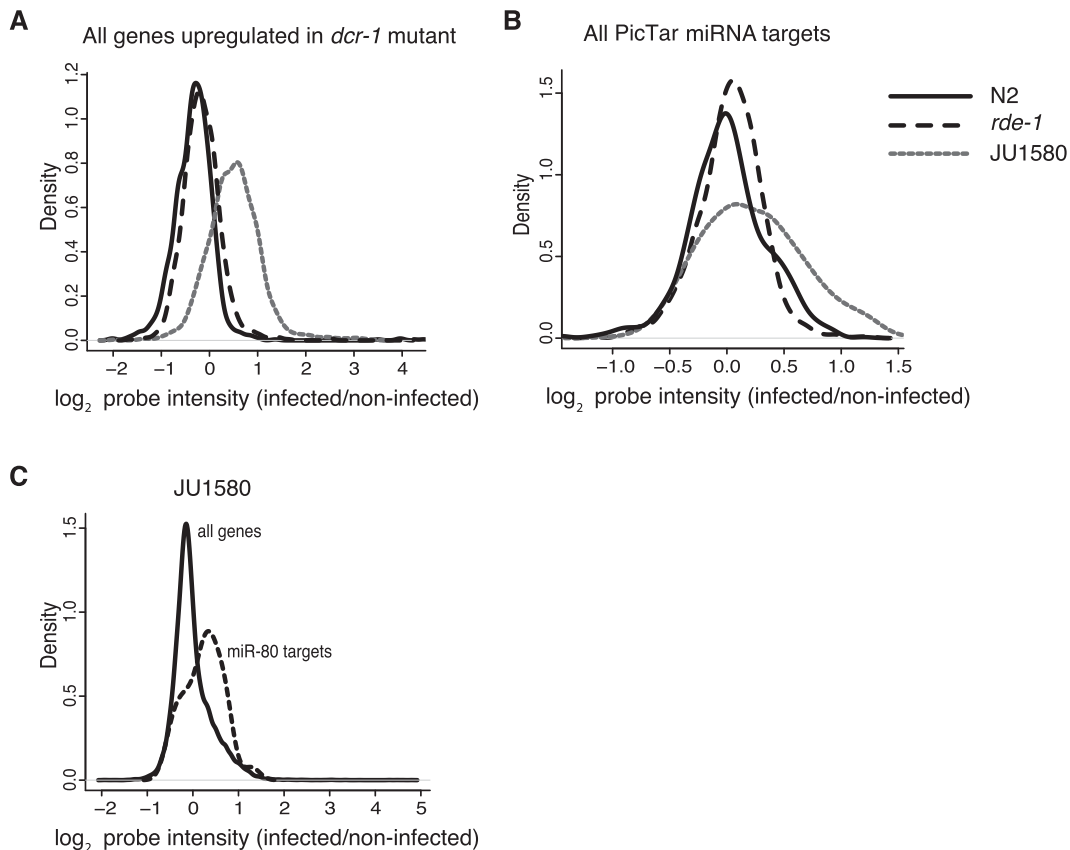 A
All genes upregulated in dcr-1 mutant
Density
0.0 0.2 0.4 0.6 0.8 1.0 1.2
−2 −1 0 1 2 3 4
log2 probe intensity (infected/non-infected)
B
All PicTar miRNA targets
Density
0.0 0.5 1.0 1.5
−1.0 −0.5 0.0 0.5 1.0 1.5
log2 probe intensity (infected/non-infected)
N2
rde-1
JU1580
C
JU1580
all genes
miR-80 targets
Density
0.0 0.5 1.0 1.5
−2 −1 0 1 2 3 4 5
log2 probe intensity (infected/non-infected)